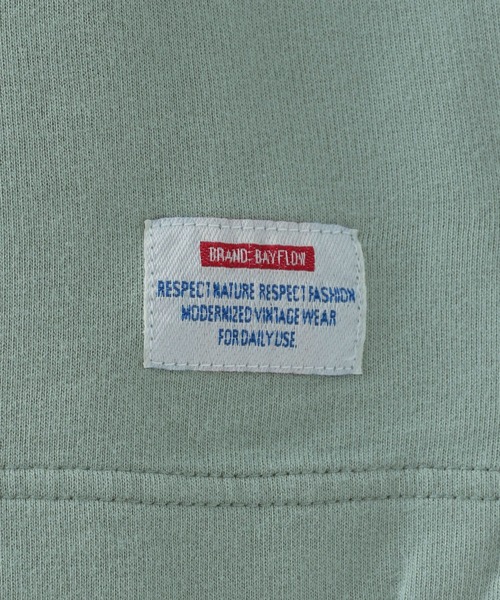 BRAND: BAYFLOW
RESPECT NATURE RESPECT FASHION
MODERNIZED VINTAGE WEAR
FOR DAILY USE.